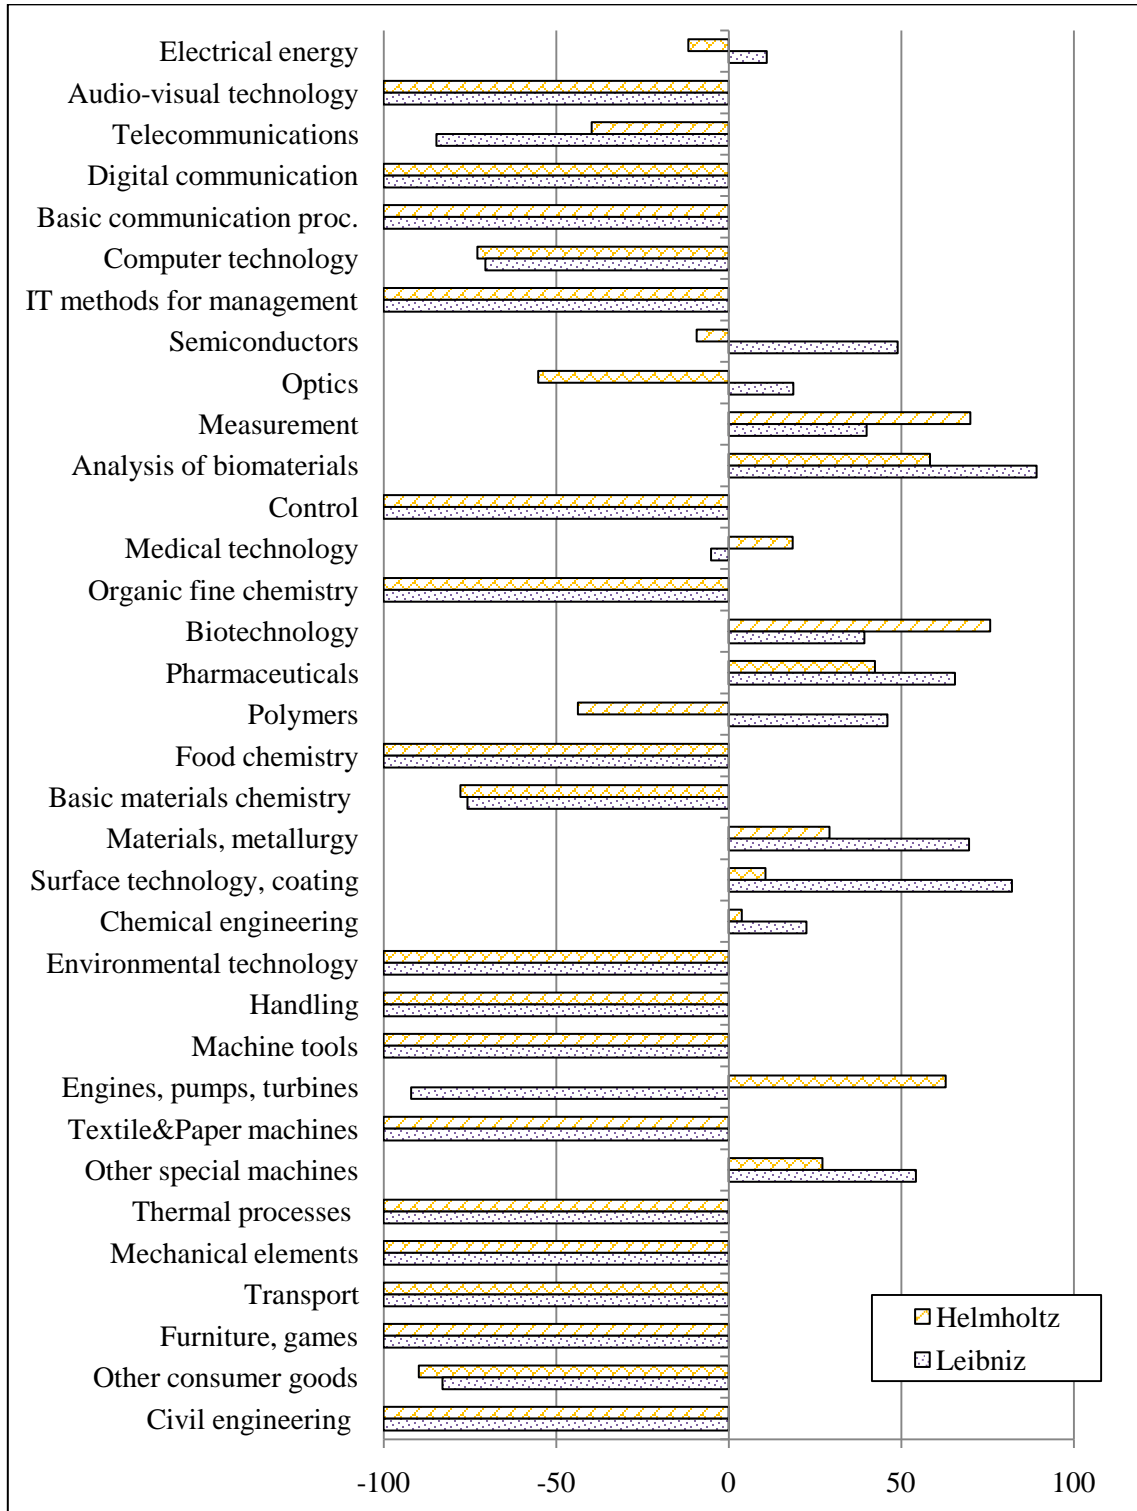 Electrical energy
Audio-visual technology
Telecommunications
Digital communication
Basic communication proc.
Computer technology
IT methods for management
Semiconductors
Optics
Measurement
Analysis of biomaterials
Control
Medical technology
Organic fine chemistry
Biotechnology
Pharmaceuticals
Polymers
Food chemistry
Basic materials chemistry
Materials, metallurgy
Surface technology, coating
Chemical engineering
Environmental technology
Handling
Machine tools
Engines, pumps, turbines
Textile&Paper machines
Other special machines
Thermal processes
Mechanical elements
Transport
Furniture, games
Other consumer goods
Civil engineering
Helmholtz
Leibniz
-100 -50 0 50 100